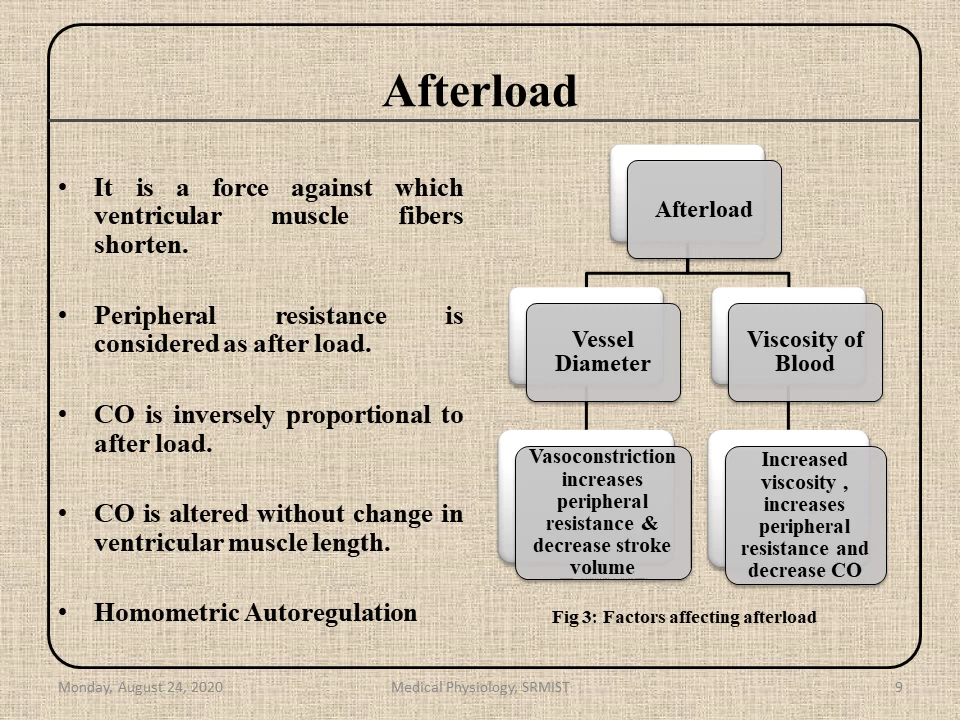 Afterload
• It is a force against which
ventricular muscle fibers
shorten.
• Peripheral resistance is
considered as after load.
• CO is inversely proportional to
after load.
• CO is altered without change in
ventricular muscle length.
• Homometric Autoregulation
Afterload
Vessel
Diameter
Viscosity of
Blood
Vasoconstriction
increases
peripheral
resistance &
decrease stroke
volume
Increased
viscosity ,
increases
peripheral
resistance and
decrease CO
Fig 3: Factors affecting afterload
Monday, August 24, 2020
Medical Physiology, SRMIST
9